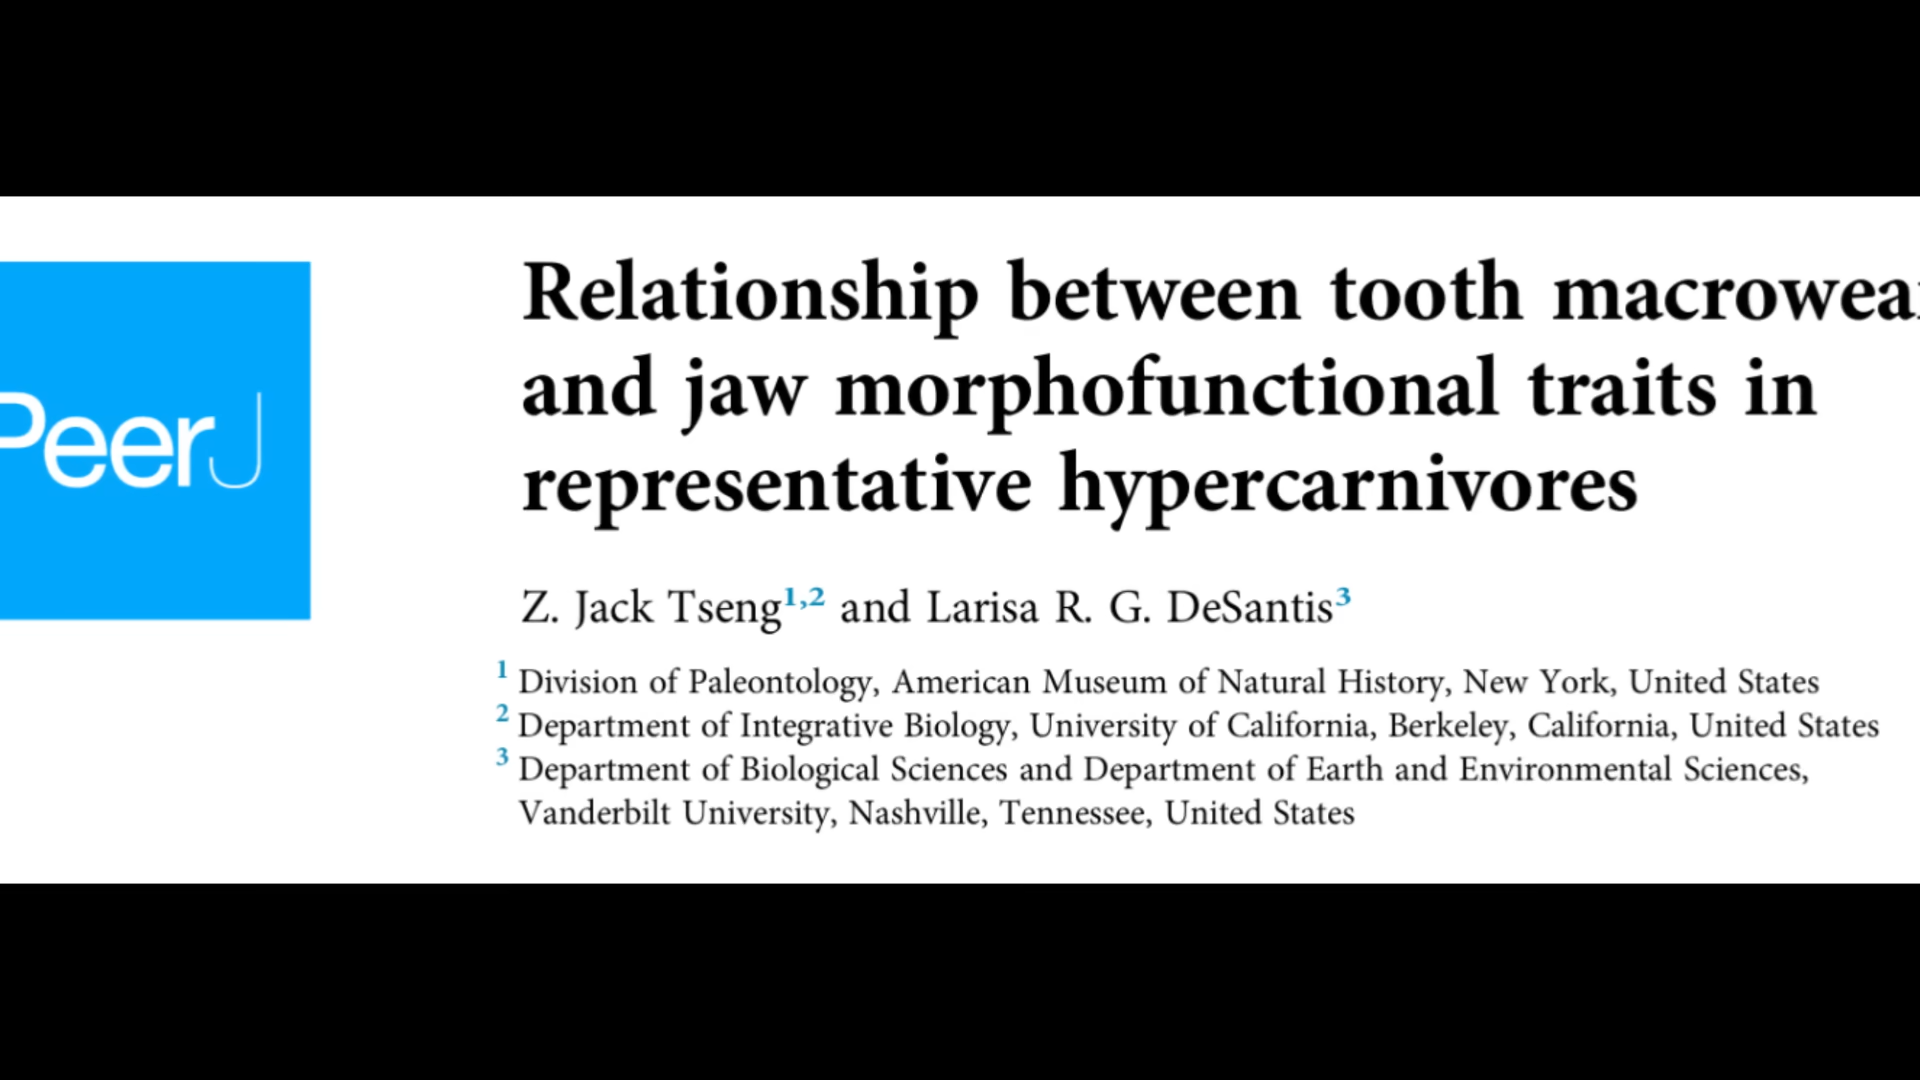 PeerJ
Relationship between tooth macrowear
and jaw morphofunctional traits in
representative hypercarnivores
Z. Jack Tseng1,2 and Larisa R. G. DeSantis3
1 Division of Paleontology, American Museum of Natural History, New York, United States
2 Department of Integrative Biology, University of California, Berkeley, California, United States
3 Department of Biological Sciences and Department of Earth and Environmental Sciences,
Vanderbilt University, Nashville, Tennessee, United States